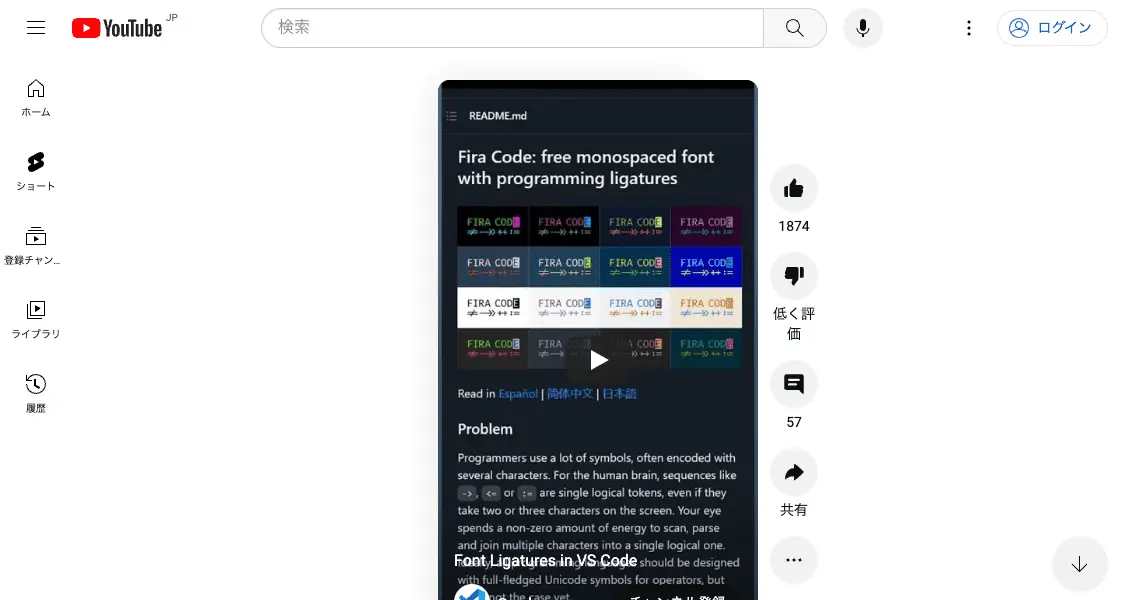 YouTube JP
検索
ログイン
ホーム
ショート
登録チャン...
ライブラリ
履歴
README.md
Fira Code: free monospaced font
with programming ligatures
FIRA CODE FIRA CODE FIRA CODE FIRA CODE
≠ —» ++ := ≠ —» ++ := ≠ —» ++ := ≠ —» ++ :=
FIRA CODE FIRA CODE FIRA CODE FIRA CODE
≠ —» ++ := ≠ —» ++ := ≠ —» ++ := ≠ —» ++ :=
FIRA CODE FIRA CODE FIRA CODE FIRA CODE
≠ —» ++ := ≠ —» ++ := ≠ —» ++ := ≠ —» ++ :=
FIRA CODE FIRA CODE FIRA CODE
Read in Español | 简体中文 | 日本語
Problem
Programmers use a lot of symbols, often encoded with
several characters. For the human brain, sequences like
->, <= or := are single logical tokens, even if they
take two or three characters on the screen. Your eye
spends a non-zero amount of energy to scan, parse
and join multiple characters into a single logical one.
Font Ligatures in VS Code
should be designed
with full-fledged Unicode symbols for operators, but
not the case yet.
チャンネル登録
1874
低く評
価
57
共有